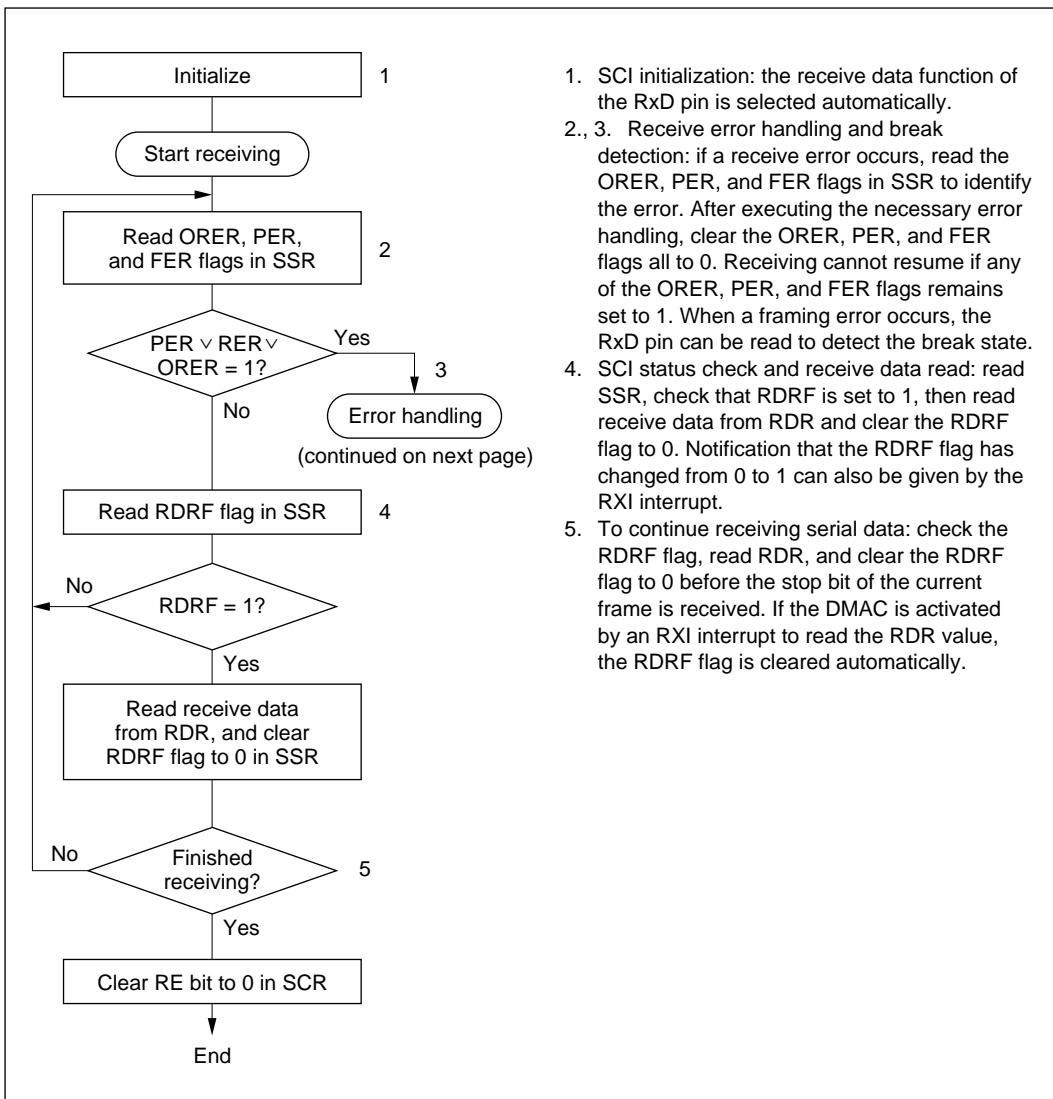 Initialize
1
Start receiving
Read ORER, PER,
and FER flags in SSR
2
PER ∨ RER ∨
ORER = 1?
Yes
3
No
Error handling
(continued on next page)
Read RDRF flag in SSR
4
No
RDRF = 1?
Yes
Read receive data
from RDR, and clear
RDRF flag to 0 in SSR
No
Finished
receiving?
5
Yes
Clear RE bit to 0 in SCR
End
1. SCI initialization: the receive data function of
the RxD pin is selected automatically.
2., 3. Receive error handling and break
detection: if a receive error occurs, read the
ORER, PER, and FER flags in SSR to identify
the error. After executing the necessary error
handling, clear the ORER, PER, and FER
flags all to 0. Receiving cannot resume if any
of the ORER, PER, and FER flags remains
set to 1. When a framing error occurs, the
RxD pin can be read to detect the break state.
4. SCI status check and receive data read: read
SSR, check that RDRF is set to 1, then read
receive data from RDR and clear the RDRF
flag to 0. Notification that the RDRF flag has
changed from 0 to 1 can also be given by the
RXI interrupt.
5. To continue receiving serial data: check the
RDRF flag, read RDR, and clear the RDRF
flag to 0 before the stop bit of the current
frame is received. If the DMAC is activated
by an RXI interrupt to read the RDR value,
the RDRF flag is cleared automatically.